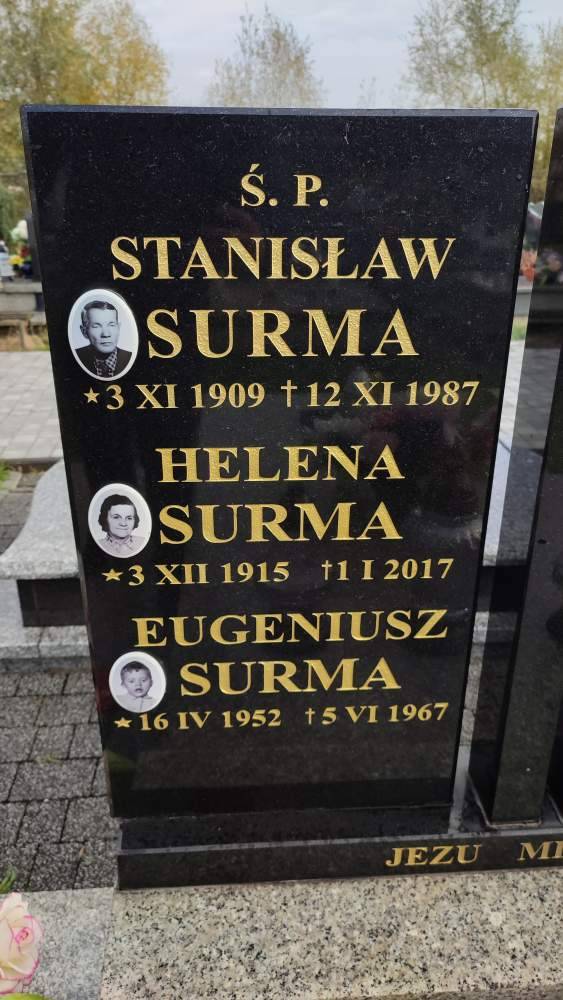 Ś. P.
STANISŁAW
SURMA
★3 XI 1909 †12 XI 1987
HELENA
SURMA
★3 XII 1915 †1 I 2017
EUGENIUSZ
SURMA
★16 IV 1952 †5 VI 1967
JEZU